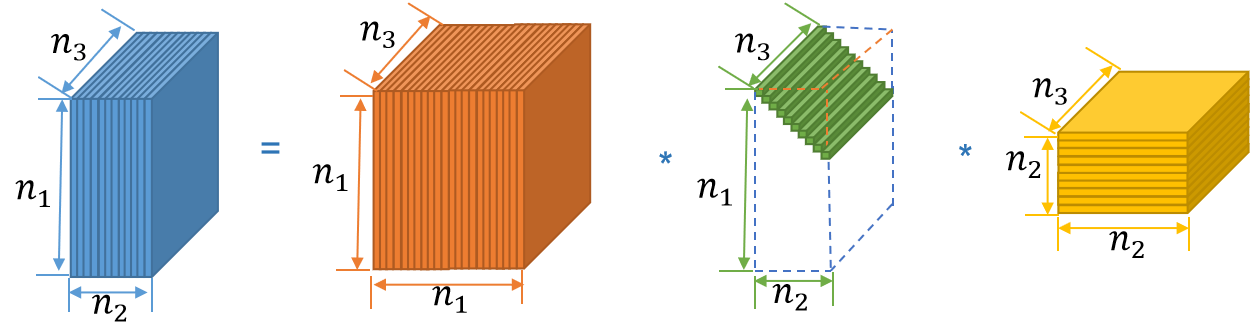 n₃
n₁
n₂
=
n₃
n₁
n₁
*
n₃
n₁
n₂
*
n₃
n₂
n₂